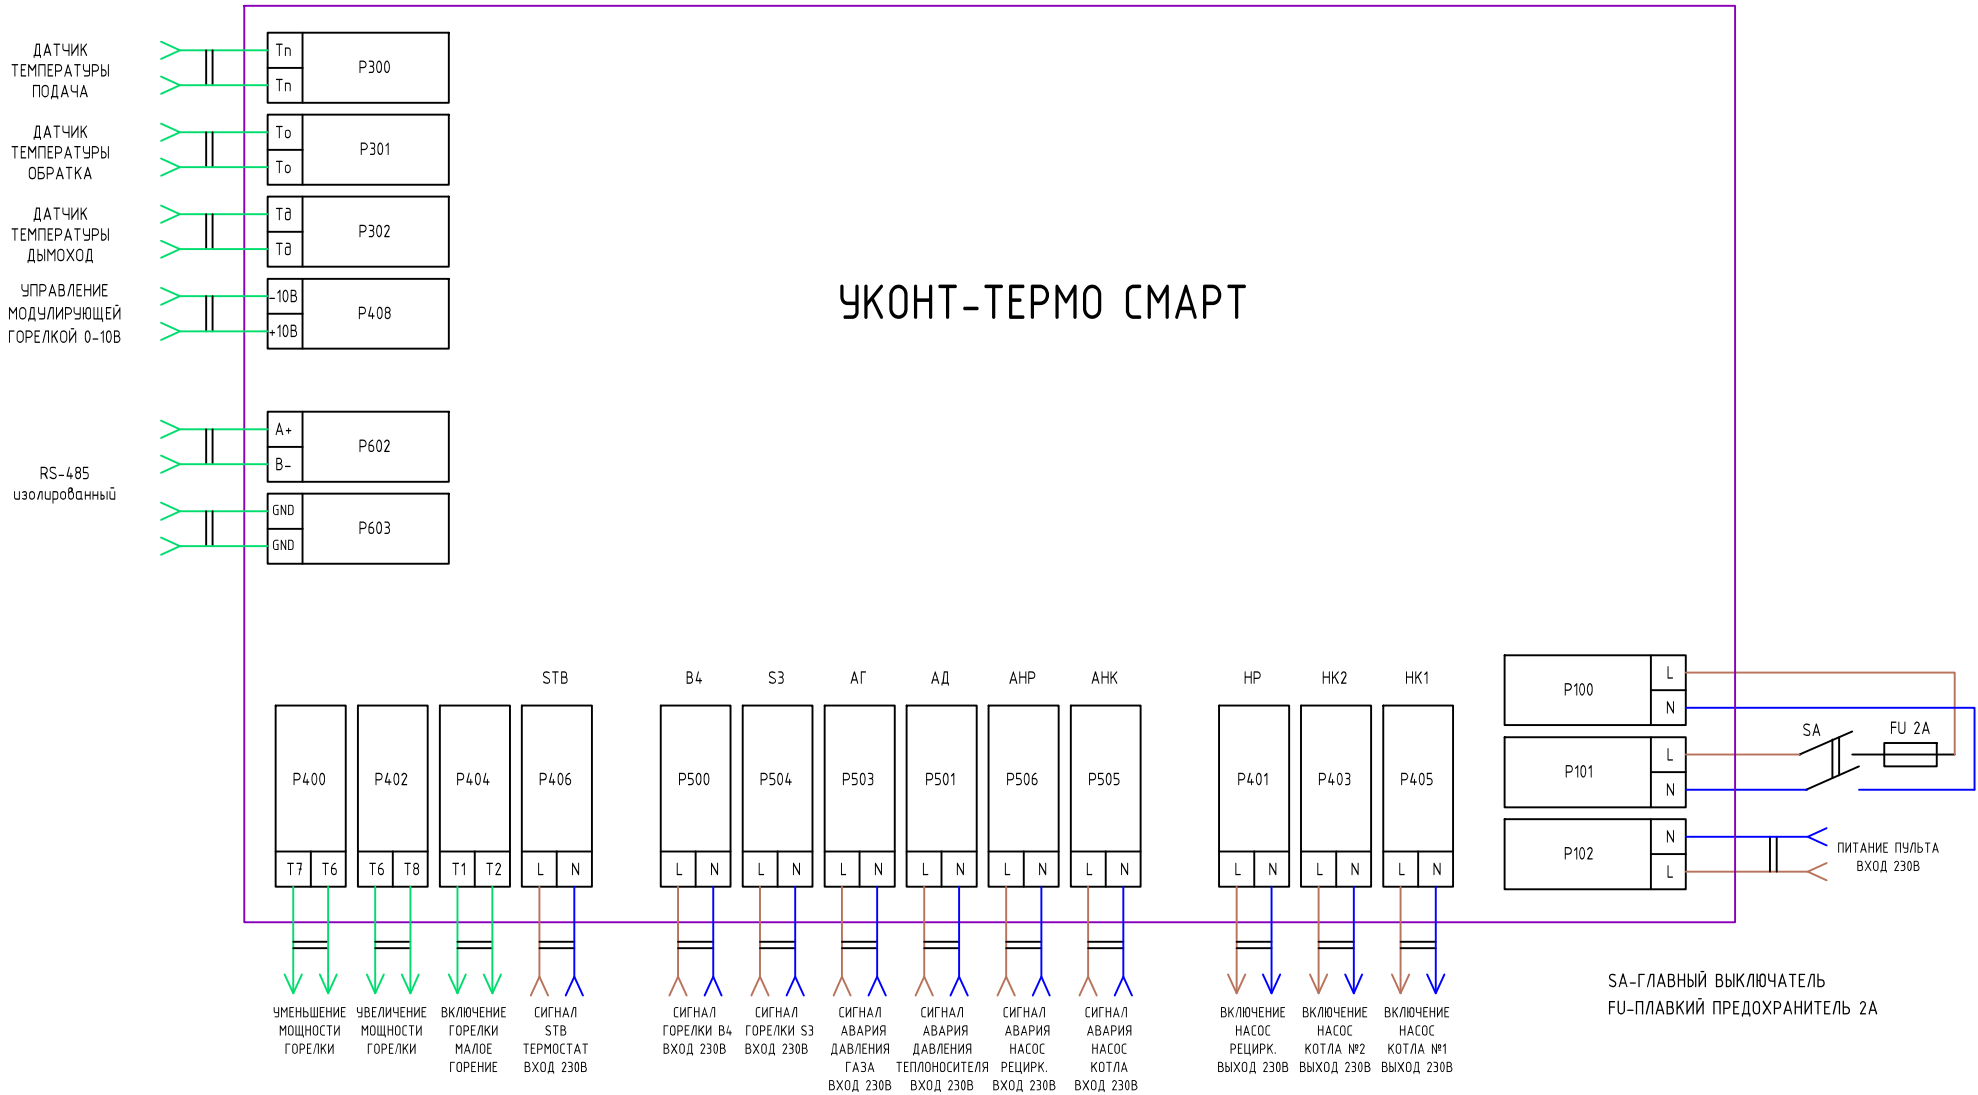 ДАТЧИК
ТЕМПЕРАТУРЫ
ПОДАЧА
Тп
Тп
P300
ДАТЧИК
ТЕМПЕРАТУРЫ
ОБРАТКА
То
То
P301
ДАТЧИК
ТЕМПЕРАТУРЫ
ДЫМОХОД
Тд
Тд
P302
УПРАВЛЕНИЕ
МОДУЛИРУЮЩЕЙ
ГОРЕЛКОЙ 0-10В
-10В
+10В
P408
УКОНТ-ТЕРМО СМАРТ
RS-485
изолированный
A+
B-
P602
GND
GND
P603
STB
B4
S3
АГ
АД
АНР
АНК
НР
НК2
НК1
P400
P402
P404
P406
P500
P504
P503
P501
P506
P505
P401
P403
P405
T7 T6
T6 T8
T1 T2
L N
L N
L N
L N
L N
L N
L N
L N
L N
L N
P100
L
N
P101
L
N
SA
FU 2A
P102
N
L
ПИТАНИЕ ПУЛЬТА
ВХОД 230В
УМЕНЬШЕНИЕ
МОЩНОСТИ
ГОРЕЛКИ
УВЕЛИЧЕНИЕ
МОЩНОСТИ
ГОРЕЛКИ
ВКЛЮЧЕНИЕ
ГОРЕЛКИ
МАЛОЕ
ГОРЕНИЕ
СИГНАЛ
STB
ТЕРМОСТАТ
ВХОД 230В
СИГНАЛ
ГОРЕЛКИ B4
ВХОД 230В
СИГНАЛ
ГОРЕЛКИ S3
ВХОД 230В
СИГНАЛ
АВАРИЯ
ДАВЛЕНИЯ
ГАЗА
ВХОД 230В
СИГНАЛ
АВАРИЯ
ДАВЛЕНИЯ
ТЕПЛОНОСИТЕЛЯ
ВХОД 230В
СИГНАЛ
АВАРИЯ
НАСОС
РЕЦИРК.
ВХОД 230В
СИГНАЛ
АВАРИЯ
НАСОС
КОТЛА
ВХОД 230В
ВКЛЮЧЕНИЕ
НАСОС
РЕЦИРК.
ВЫХОД 230В
ВКЛЮЧЕНИЕ
НАСОС
КОТЛА №2
ВЫХОД 230В
ВКЛЮЧЕНИЕ
НАСОС
КОТЛА №1
ВЫХОД 230В
SA-ГЛАВНЫЙ ВЫКЛЮЧАТЕЛЬ
FU-ПЛАВКИЙ ПРЕДОХРАНИТЕЛЬ 2А